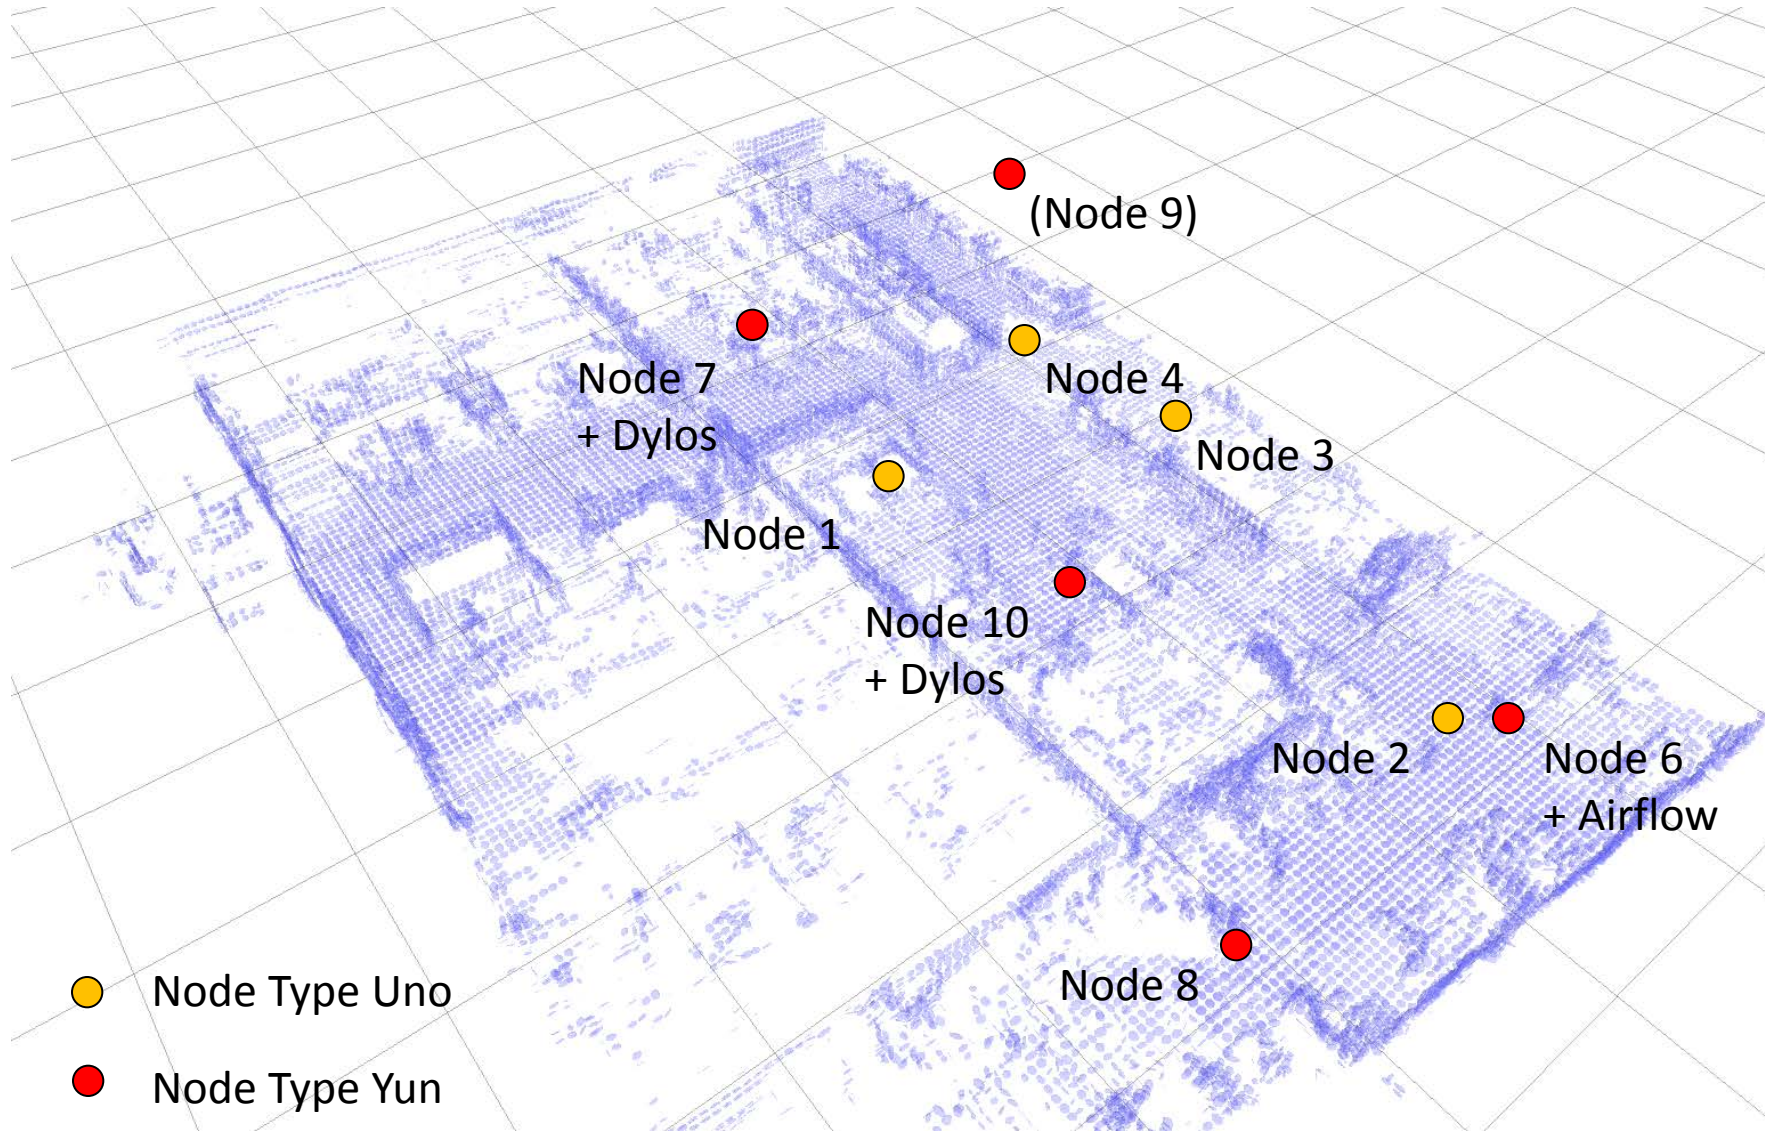 (Node 9)
Node 7
+ Dylos
Node 4
Node 3
Node 1
Node 10
+ Dylos
Node 2
Node 6
+ Airflow
Node 8
Node Type Uno
Node Type Yun